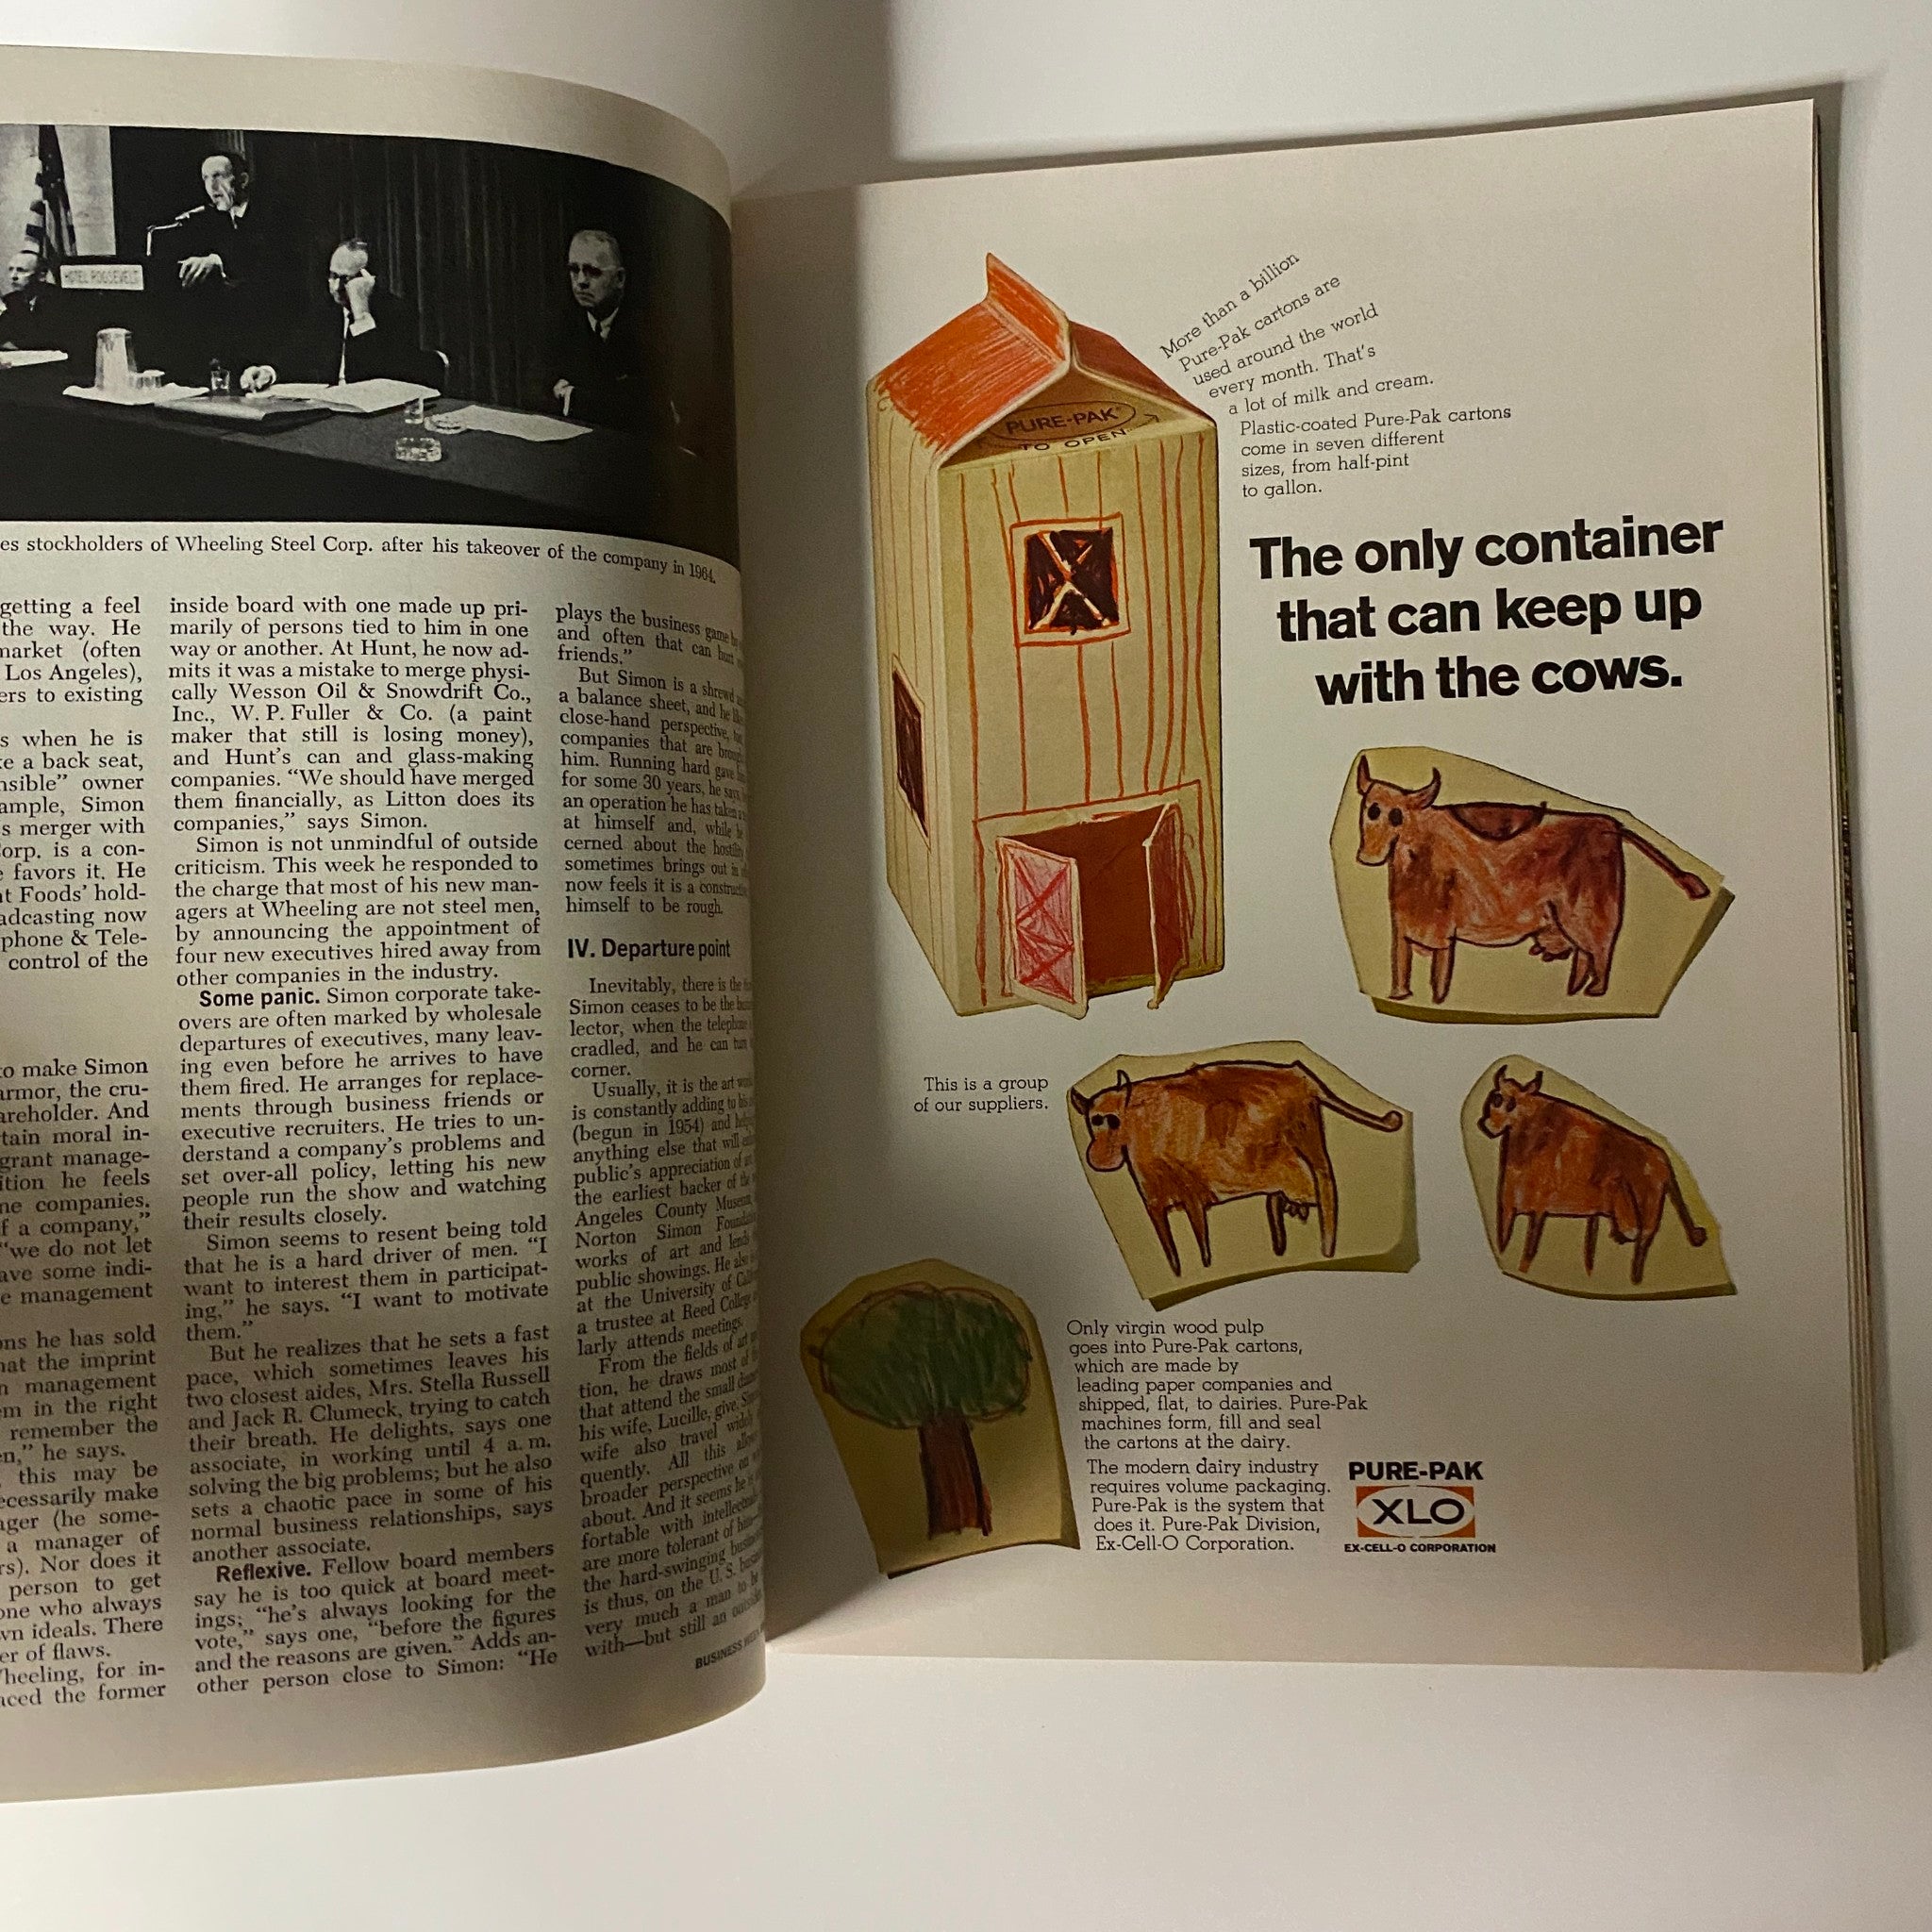 HOTEL ROOSEVELT
es stockholders of Wheeling Steel Corp. after his takeover of the company in 1964.
getting a feel
the way. He
market (often
Los Angeles),
ers to existing
s when he is
e a back seat,
nsible” owner
ample, Simon
s merger with
orp. is a con-
e favors it. He
t Foods’ hold-
adcasting now
phone & Tele-
control of the
to make Simon
armor, the cru-
areholder. And
tain moral in-
grant manage-
ition he feels
ne companies.
f a company,”
“we do not let
ave some indi-
e management
ons he has sold
hat the imprint
n management
em in the right
remember the
en,” he says.
this may be
ecessarily make
ager (he some-
a manager of
rs). Nor does it
person to get
one who always
wn ideals. There
er of flaws.
Wheeling, for in-
aced the former
inside board with one made up pri-
marily of persons tied to him in one
way or another. At Hunt, he now ad-
mits it was a mistake to merge physi-
cally Wesson Oil & Snowdrift Co.,
Inc., W. P. Fuller & Co. (a paint
maker that still is losing money),
and Hunt’s can and glass-making
companies. “We should have merged
them financially, as Litton does its
companies,” says Simon.
Simon is not unmindful of outside
criticism. This week he responded to
the charge that most of his new man-
agers at Wheeling are not steel men,
by announcing the appointment of
four new executives hired away from
other companies in the industry.
Some panic. Simon corporate take-
overs are often marked by wholesale
departures of executives, many leav-
ing even before he arrives to have
them fired. He arranges for replace-
ments through business friends or
executive recruiters. He tries to un-
derstand a company’s problems and
set over-all policy, letting his new
people run the show and watching
their results closely.
Simon seems to resent being told
that he is a hard driver of men. “I
want to interest them in participat-
ing,” he says. “I want to motivate
them.”
But he realizes that he sets a fast
pace, which sometimes leaves his
two closest aides, Mrs. Stella Russell
and Jack R. Clumeck, trying to catch
their breath. He delights, says one
associate, in working until 4 a. m.
solving the big problems; but he also
sets a chaotic pace in some of his
normal business relationships, says
another associate.
Reflexive. Fellow board members
say he is too quick at board meet-
ings; “he’s always looking for the
vote,” says one, “before the figures
and the reasons are given.” Adds an-
other person close to Simon: “He
plays the business game
and often that can hurt
friends.”
But Simon is a shrewd
a balance sheet, and he
close-hand perspective,
companies that are
him. Running hard gave
for some 30 years, he says,
an operation he has taken
at himself and, while he
cerned about the hostility
sometimes brings out in
now feels it is a constructive
himself to be rough.
IV. Departure point
Inevitably, there is the
Simon ceases to be the
lector, when the telephone
cradled, and he can turn
corner.
Usually, it is the art
is constantly adding to his
(begun in 1954) and
anything else that will
public’s appreciation of
the earliest backer of the
Angeles County Museum
Norton Simon Foundation
works of art and lends
public showings. He also
at the University of
a trustee at Reed College
larly attends meetings.
From the fields of art
tion, he draws most of
that attend the small
his wife, Lucille, give.
wife also travel widely
quently. All this
broader perspective on
about. And it seems he is
fortable with
are more tolerant of him
the hard-swinging
is thus, on the U. S.
very much a man to be
with—but still an
BUSINESS WEEK
More than a billion
Pure-Pak cartons are
used around the world
every month. That’s
a lot of milk and cream.
Plastic-coated Pure-Pak cartons
come in seven different
sizes, from half-pint
to gallon.
PURE-PAK
TO OPEN
The only container
that can keep up
with the cows.
This is a group
of our suppliers.
Only virgin wood pulp
goes into Pure-Pak cartons,
which are made by
leading paper companies and
shipped, flat, to dairies. Pure-Pak
machines form, fill and seal
the cartons at the dairy.
The modern dairy industry
requires volume packaging.
Pure-Pak is the system that
does it. Pure-Pak Division,
Ex-Cell-O Corporation.
PURE-PAK
XLO
EX-CELL-O CORPORATION